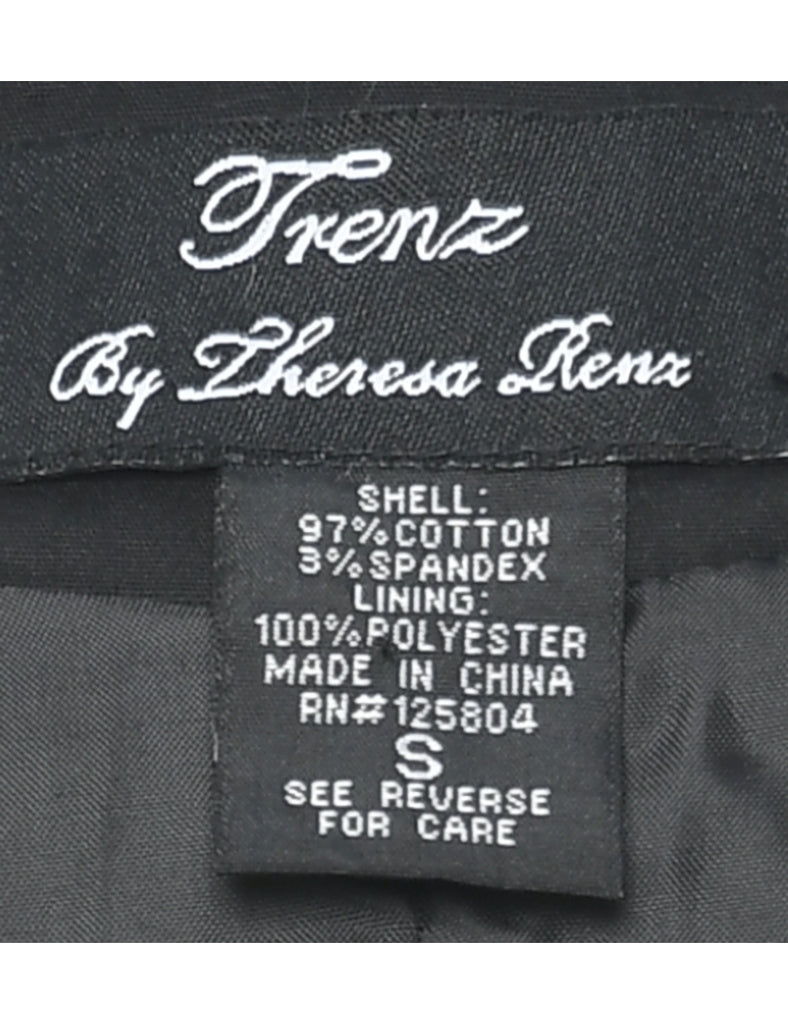 Trenz
By Theresa Renz
SHELL:
97%COTTON
3%SPANDEX
LINING:
100%POLYESTER
MADE IN CHINA
RN#125804
S
SEE REVERSE
FOR CARE